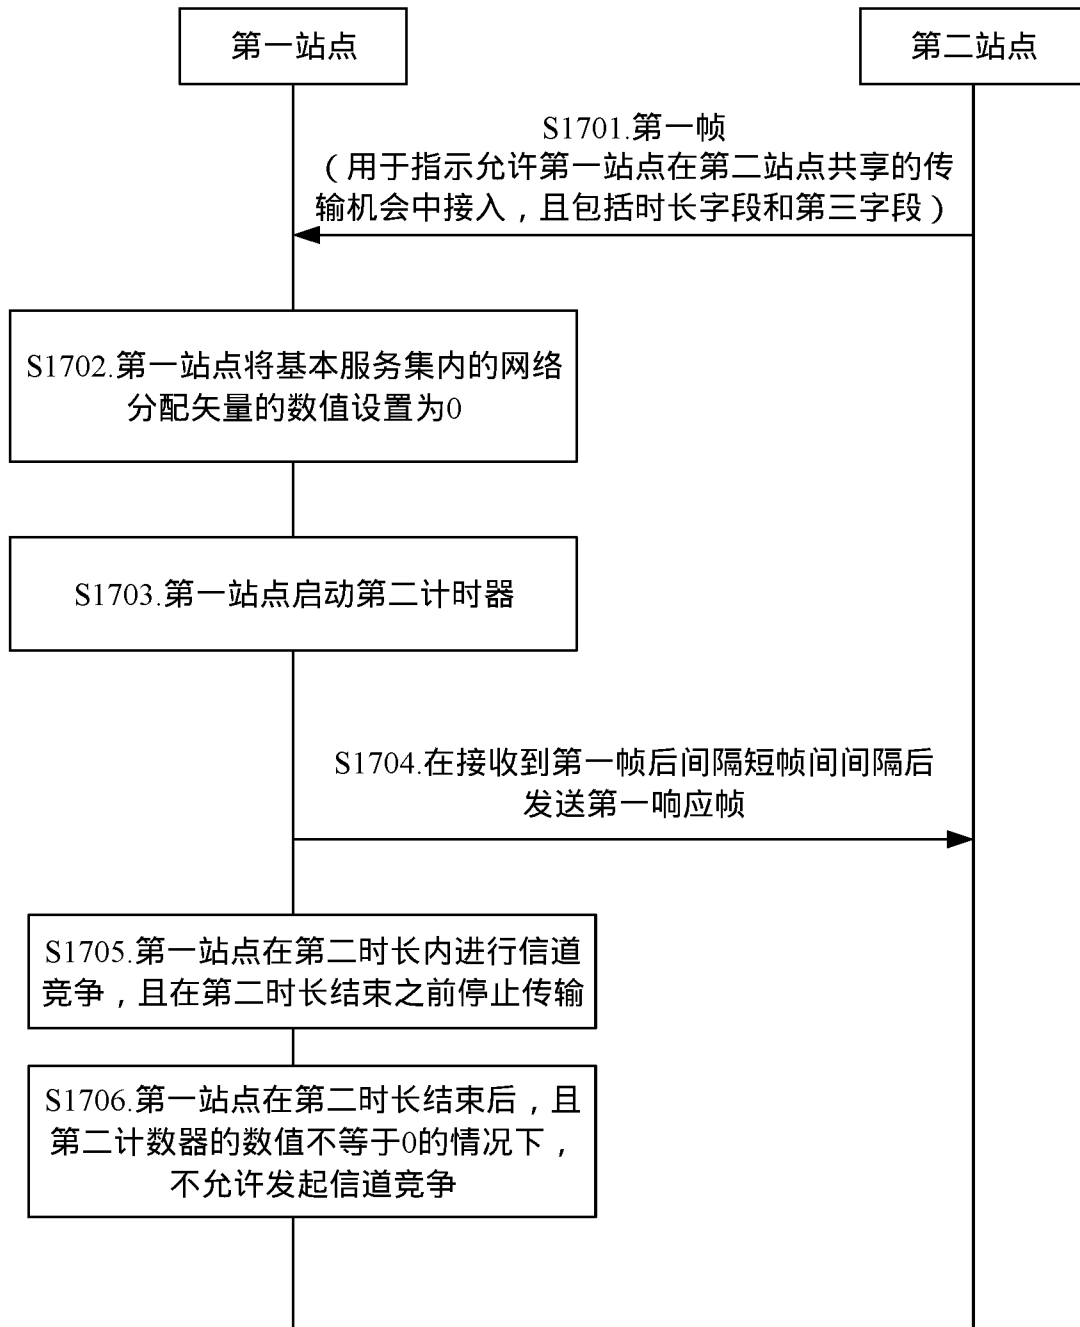 第一站点
第二站点
S1701.第一帧
（用于指示允许第一站点在第二站点共享的传
输机会中接入，且包括时长字段和第三字段）
S1702.第一站点将基本服务集内的网络
分配矢量的数值设置为0
S1703.第一站点启动第二计时器
S1704.在接收到第一帧后间隔短帧间间隔后
发送第一响应帧
S1705.第一站点在第二时长内进行信道
竞争，且在第二时长结束之前停止传输
S1706.第一站点在第二时长结束后，且
第二计数器的数值不等于0的情况下，
不允许发起信道竞争